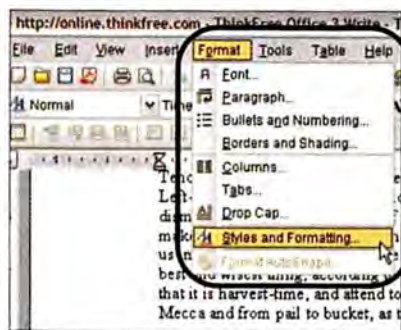 http://online.thinkfree.com - ThinkFree Office 3 Write - T
File Edit View Insert Format Tools Table Help
Font...
Paragraph...
Bullets and Numbering...
Borders and Shading...
Columns...
Tabs...
Drop Cap...
Styles and Formatting...
Format AutoShape...
Normal
Time
Left-
make
best and wisest thing, according
that it is harvest-time, and attend to
Mecca and from pail to bucket, as t